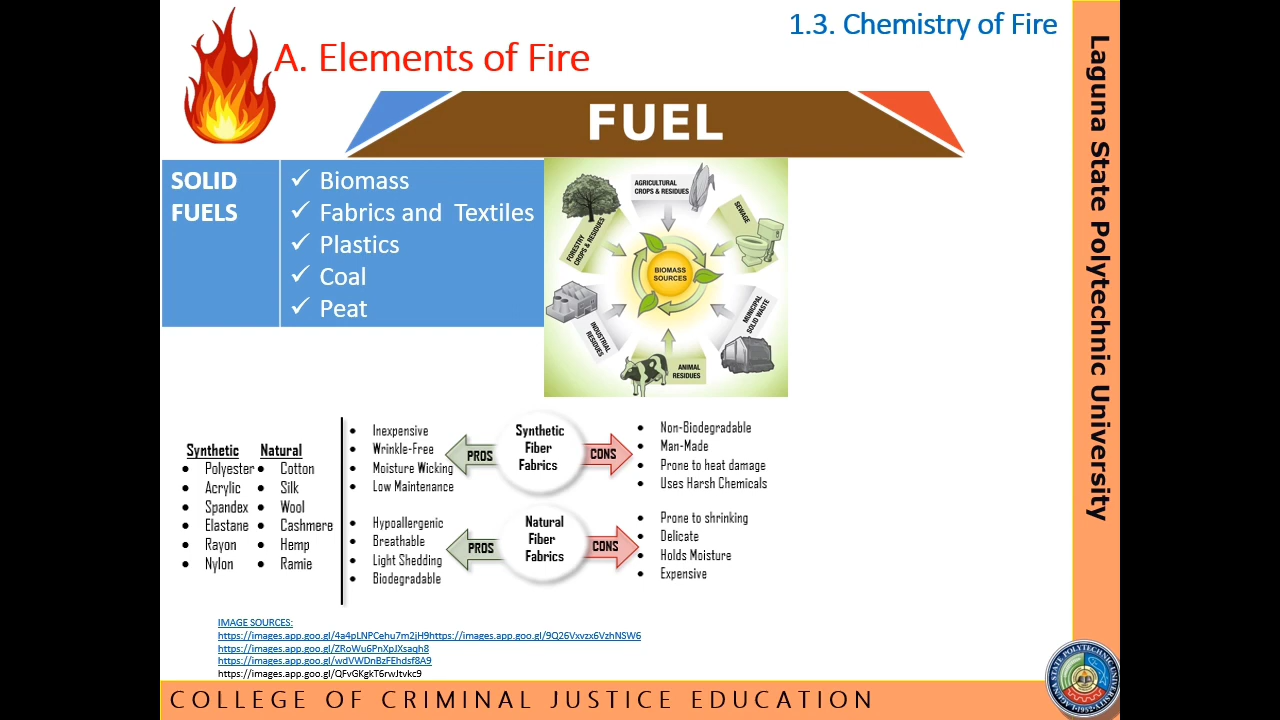 1.3. Chemistry of Fire
A. Elements of Fire
FUEL
SOLID
FUELS
✓ Biomass
✓ Fabrics and Textiles
✓ Plastics
✓ Coal
✓ Peat
AGRICULTURAL
CROPS & RESIDUES
SEWAGE
FORESTRY
CROPS & RESIDUES
BIOMASS
SOURCES
MUNICIPAL
SOLID WASTE
INDUSTRIAL
RESIDUES
ANIMAL
RESIDUES
Synthetic
• Polyester
• Acrylic
• Spandex
• Elastane
• Rayon
• Nylon
Natural
• Cotton
• Silk
• Wool
• Cashmere
• Hemp
• Ramie
• Inexpensive
• Wrinkle-Free
• Moisture Wicking
• Low Maintenance
PROS
Synthetic
Fiber
Fabrics
CONS
• Non-Biodegradable
• Man-Made
• Prone to heat damage
• Uses Harsh Chemicals
• Hypoallergenic
• Breathable
• Light Shedding
• Biodegradable
PROS
Natural
Fiber
Fabrics
CONS
• Prone to shrinking
• Delicate
• Holds Moisture
• Expensive
IMAGE SOURCES:
https://images.app.goo.gl/4a4pLNPCehu7m2jH9https://images.app.goo.gl/9Q26Vxvzx6VzhNSW6
https://images.app.goo.gl/ZRoWu6PnXpJXsaqh8
https://images.app.goo.gl/wdVWDnBzFEhdsf8A9
https://images.app.goo.gl/QFvGKgkT6rwJtvkc9
Laguna State Polytechnic University
COLLEGE OF CRIMINAL JUSTICE EDUCATION
LAGUNA STATE POLYTECHNIC UNIVERSITY
1952